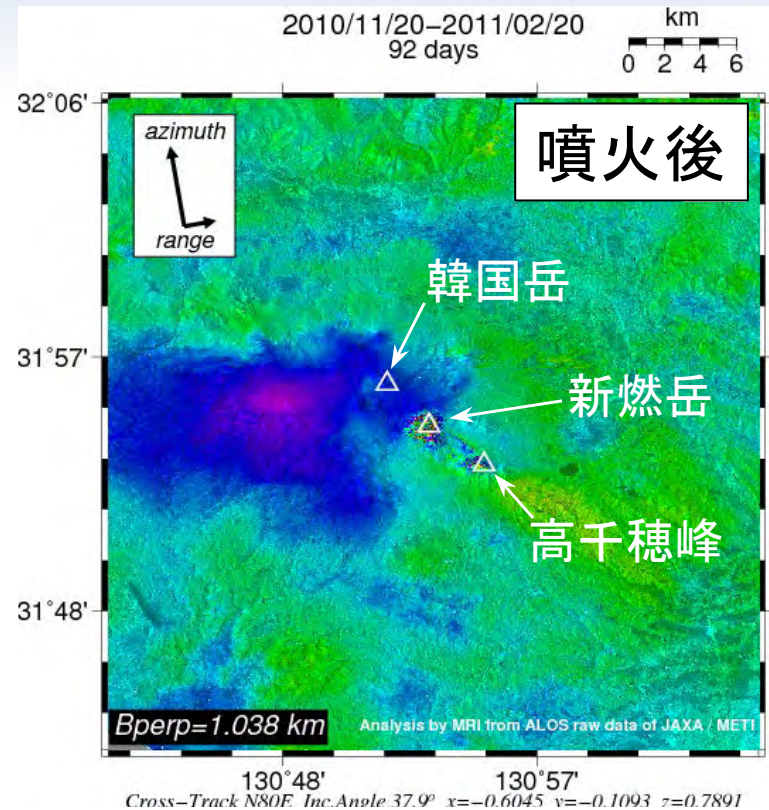 2010/11/20−2011/02/20
92 days
km
0 2 4 6
32°06'
azimuth
range
噴火後
韓国岳
31°57'
新燃岳
高千穂峰
31°48'
Bperp=1.038 km
Analysis by MRI from ALOS raw data of JAXA / METI
130°48'
130°57'
Cross−Track N80E Inc.Angle 37.9° x=−0.6045 y=−0.1093 z=0.7891